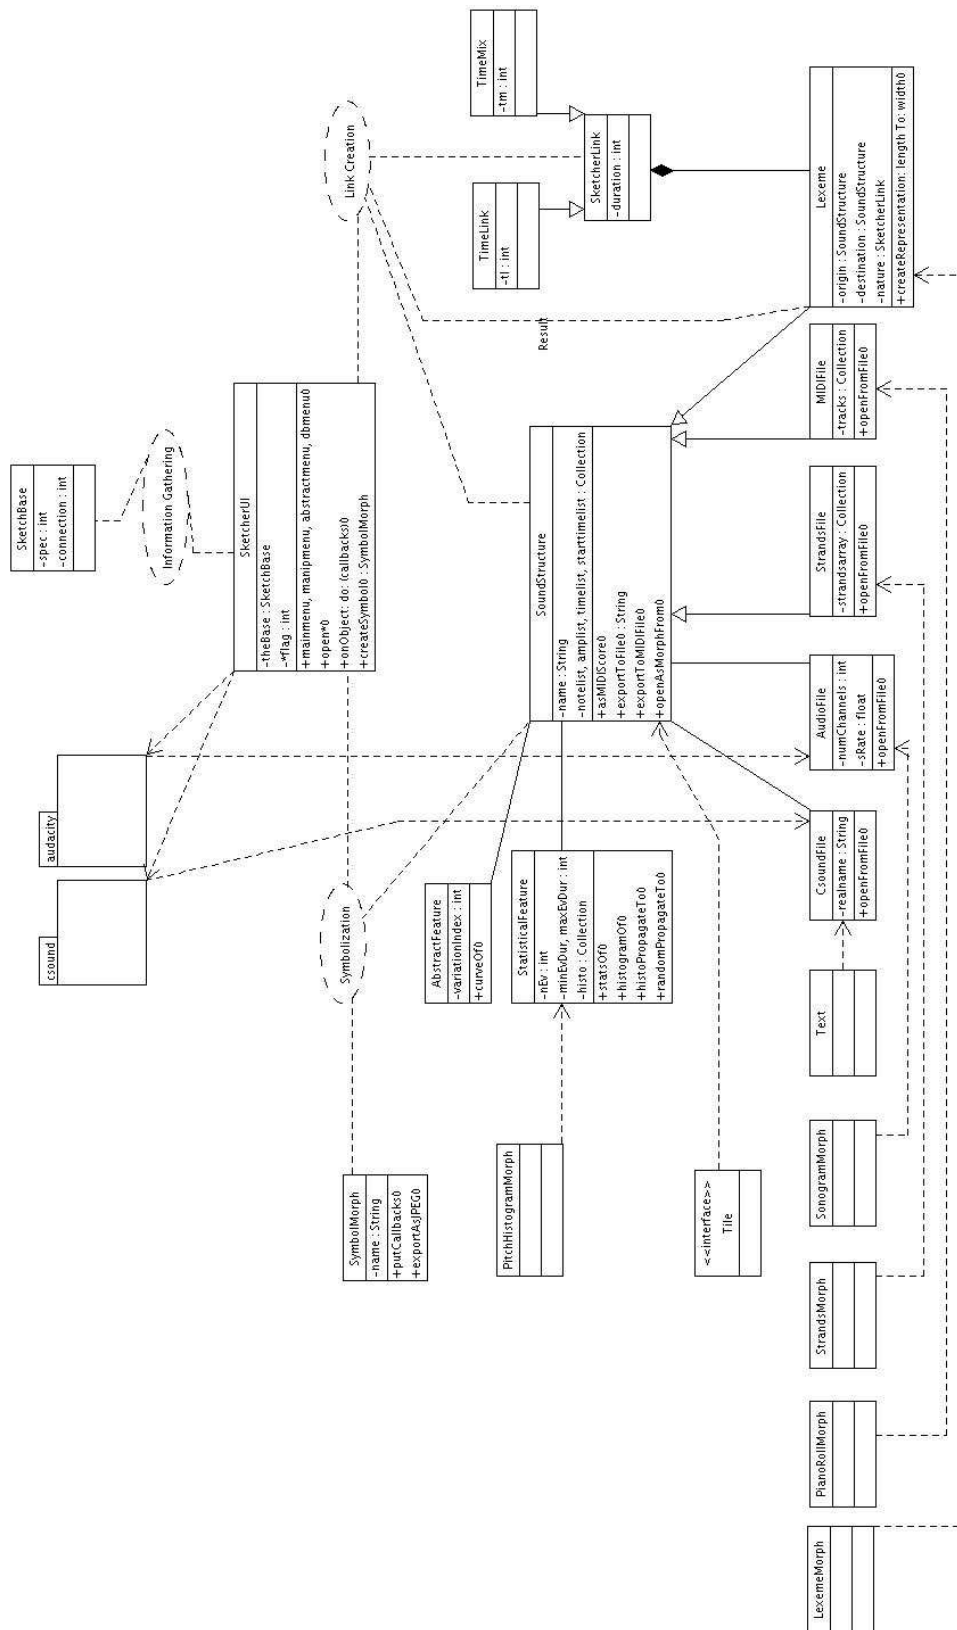 csound
audacity
SketchBase
-spec : int
-connection : int
Information Gathering
SketcherUI
-theBase : SketchBase
-*flag : int
+mainmenu, manipmenu, abstractmenu, dbmenu()
+open*()
+onObject: do: (callbacks)()
+createSymbol() : SymbolMorph
Symbolization
Link Creation
SymbolMorph
-name : String
+putCallbacks()
+exportAsJPEG()
AbstractFeature
-variationIndex : int
+curveOf()
TimeLink
-tl : int
TimeMix
-tm : int
PitchHistogramMorph
StatisticalFeature
-nEv : int
-minEvDur, maxEvDur : int
-histo : Collection
+statsOf()
+histogramOf()
+histoPropagateTo()
+randomPropagateTo()
SoundStructure
-name : String
-notelist, amplist, timelist, starttimelist : Collection
+asMIDIScore()
+exportToFile() : String
+exportToMIDIFile()
+openAsMorphFrom()
Result
SketcherLink
-duration : int
<<interface>>
Tile
LexemeMorph
PianoRollMorph
StrandsMorph
SonogramMorph
Text
CsoundFile
-realname : String
+openFromFile()
AudioFile
-numChannels : int
-sRate : float
+openFromFile()
StrandsFile
-strandsarray : Collection
+openFromFile()
MIDIFile
-tracks : Collection
+openFromFile()
Lexeme
-origin : SoundStructure
-destination : SoundStructure
-nature : SketcherLink
+createRepresentation: length To: width()